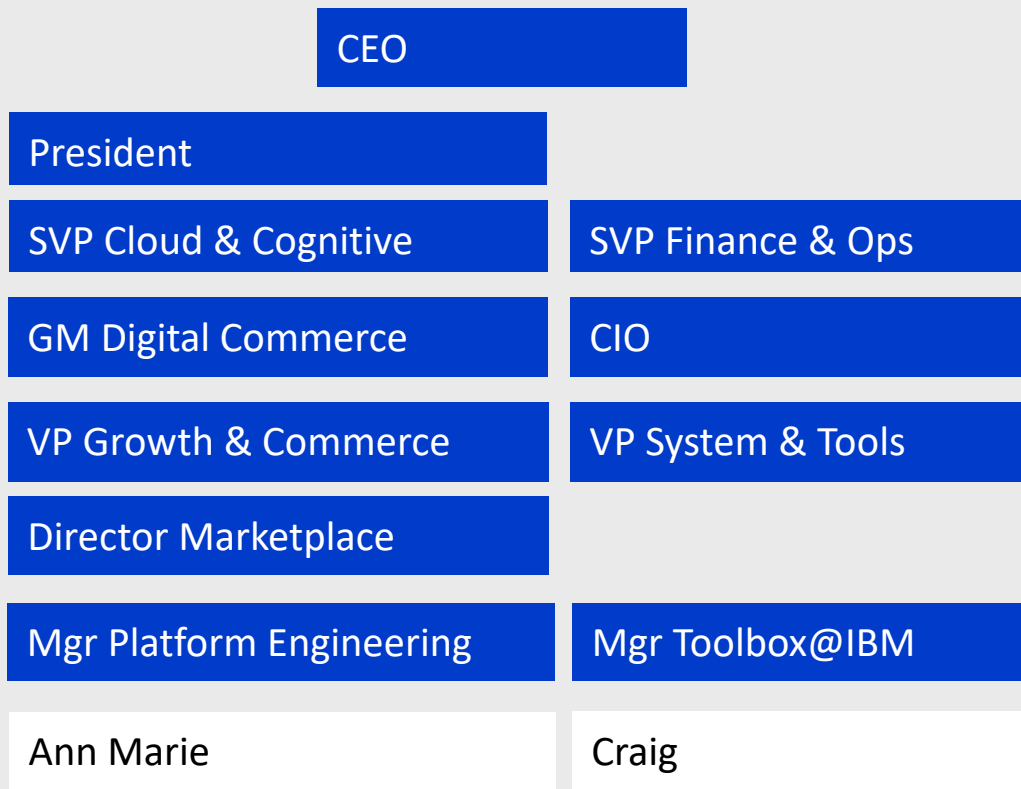 CEO
President
SVP Cloud & Cognitive
SVP Finance & Ops
GM Digital Commerce
CIO
VP Growth & Commerce
VP System & Tools
Director Marketplace
Mgr Platform Engineering
Mgr Toolbox@IBM
Ann Marie
Craig